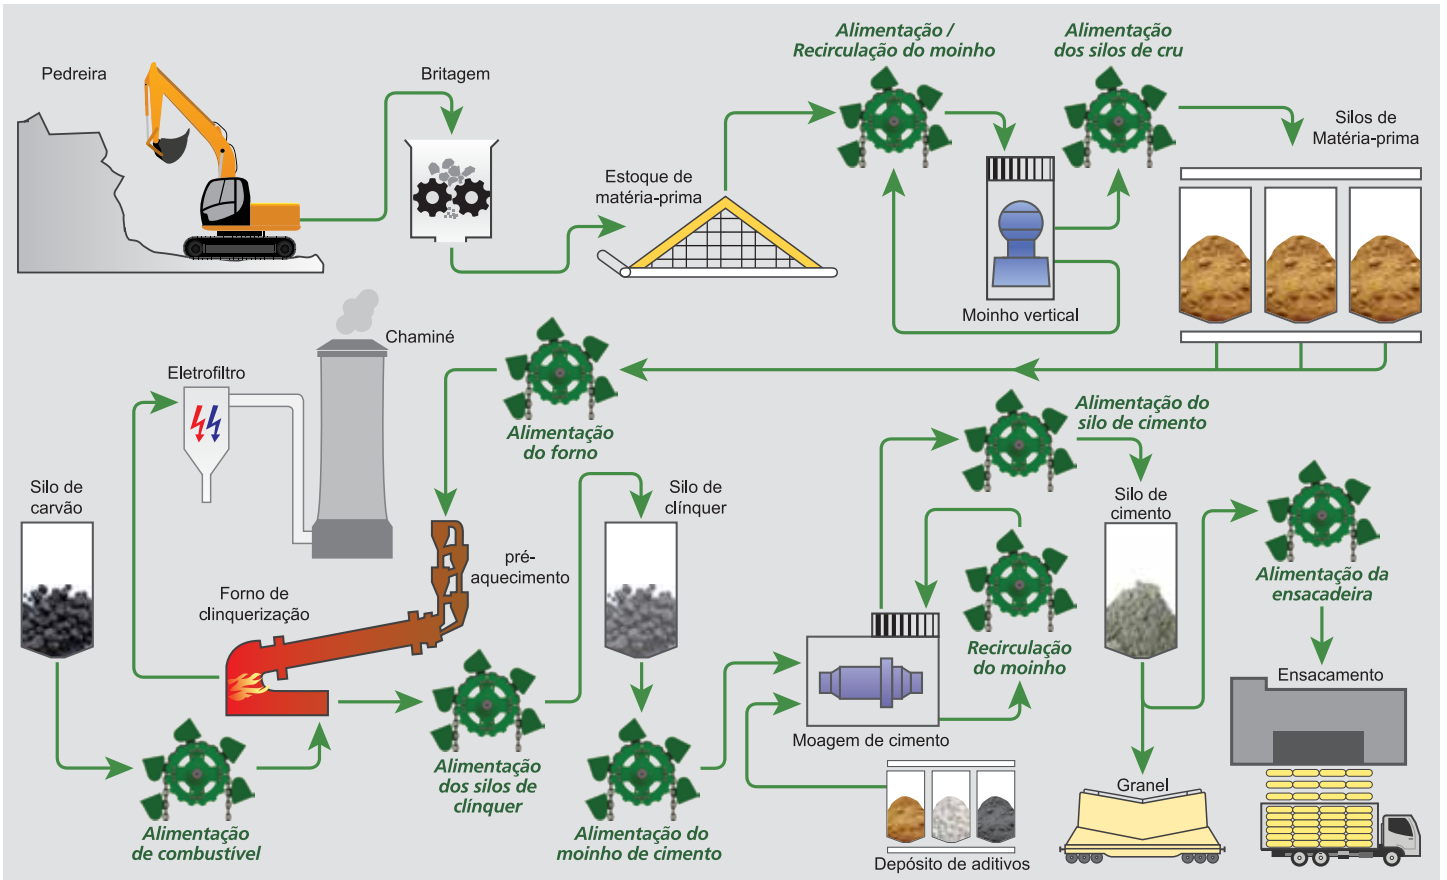 Pedreira
Britagem
Alimentação /
Recirculação do moinho
Alimentação
dos silos de cru
Silos de
Matéria-prima
Estoque de
matéria-prima
Moinho vertical
Chaminé
Eletrofiltro
Alimentação
do forno
Alimentação do
silo de cimento
Silo de
carvão
Silo de
clínquer
Silo de
cimento
pré-
aquecimento
Forno de
clinquerização
Alimentação da
ensacadeira
Recirculação
do moinho
Ensacamento
Moagem de cimento
Alimentação
dos silos de
clínquer
Granel
Alimentação
de combustível
Alimentação do
moinho de cimento
Depósito de aditivos